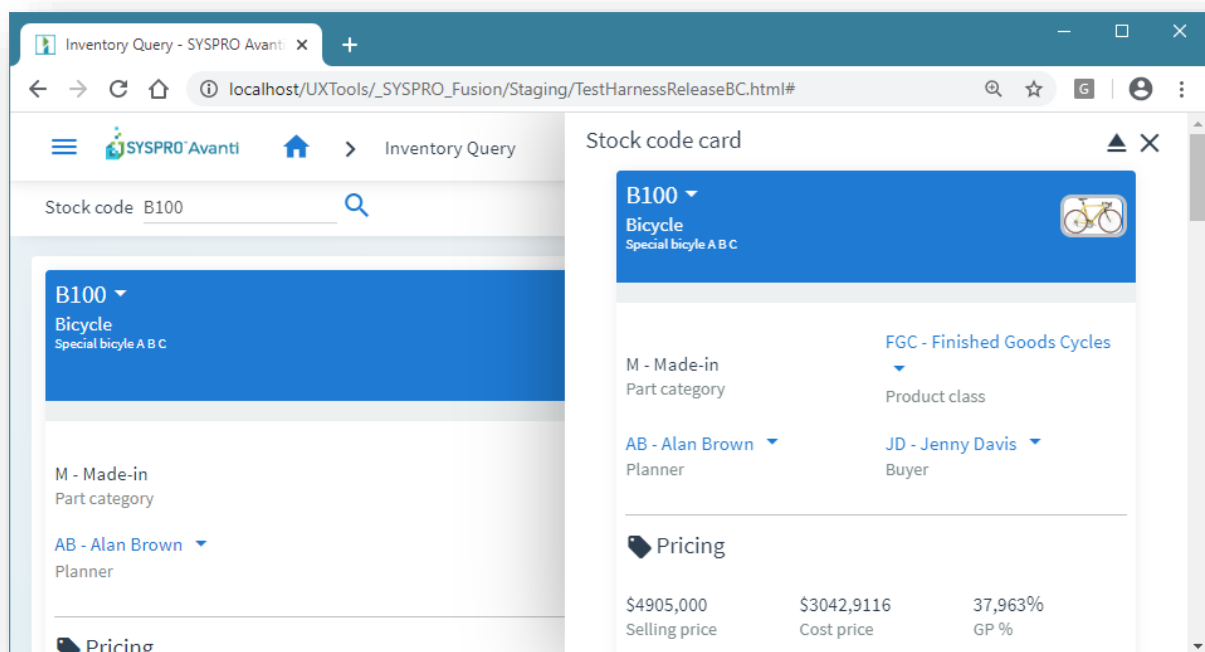 Inventory Query - SYSPRO Avanti
localhost/UXTools/_SYSPRO_Fusion/Staging/TestHarnessReleaseBC.html#
G
SYSPRO Avanti
Inventory Query
Stock code B100
B100
Bicycle
Special bicyle A B C
M - Made-in
Part category
AB - Alan Brown
Planner
Pricing
Stock code card
B100
Bicycle
Special bicyle A B C
M - Made-in
Part category
FGC - Finished Goods Cycles
Product class
AB - Alan Brown
Planner
JD - Jenny Davis
Buyer
Pricing
$4905,000
Selling price
$3042,9116
Cost price
37,963%
GP %